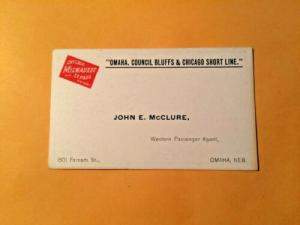 CHICAGO
MILWAUKEE
& ST. PAUL
"OMAHA, COUNCIL BLUFFS & CHICAGO SHORT LINE."
JOHN E. McCLURE,
Western Passenger Agent,
1501 Farnam St.,
OMAHA, NEB.